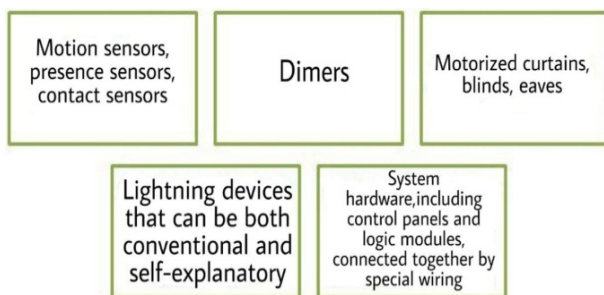 Motion sensors,
presence sensors,
contact sensors
Dimers
Motorized curtains,
blinds, eaves
Lightning devices
that can be both
conventional and
self-explanatory
System
hardware,including
control panels and
logic modules,
connected together by
special wiring